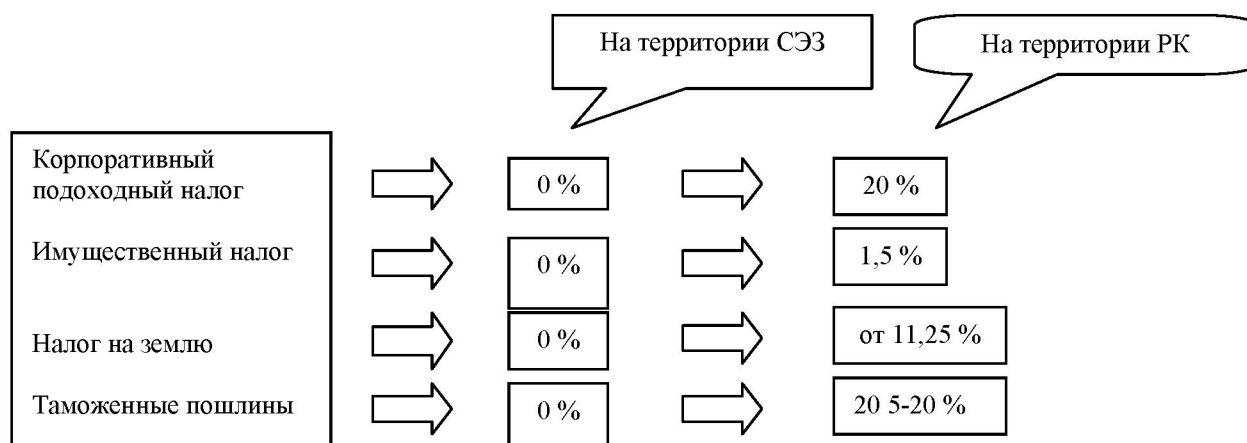 На территории СЭЗ
На территории РК
Корпоративный
подоходный налог
0 %
20 %
Имущественный налог
0 %
1,5 %
Налог на землю
0 %
от 11,25 %
Таможенные пошлины
0 %
20 5-20 %